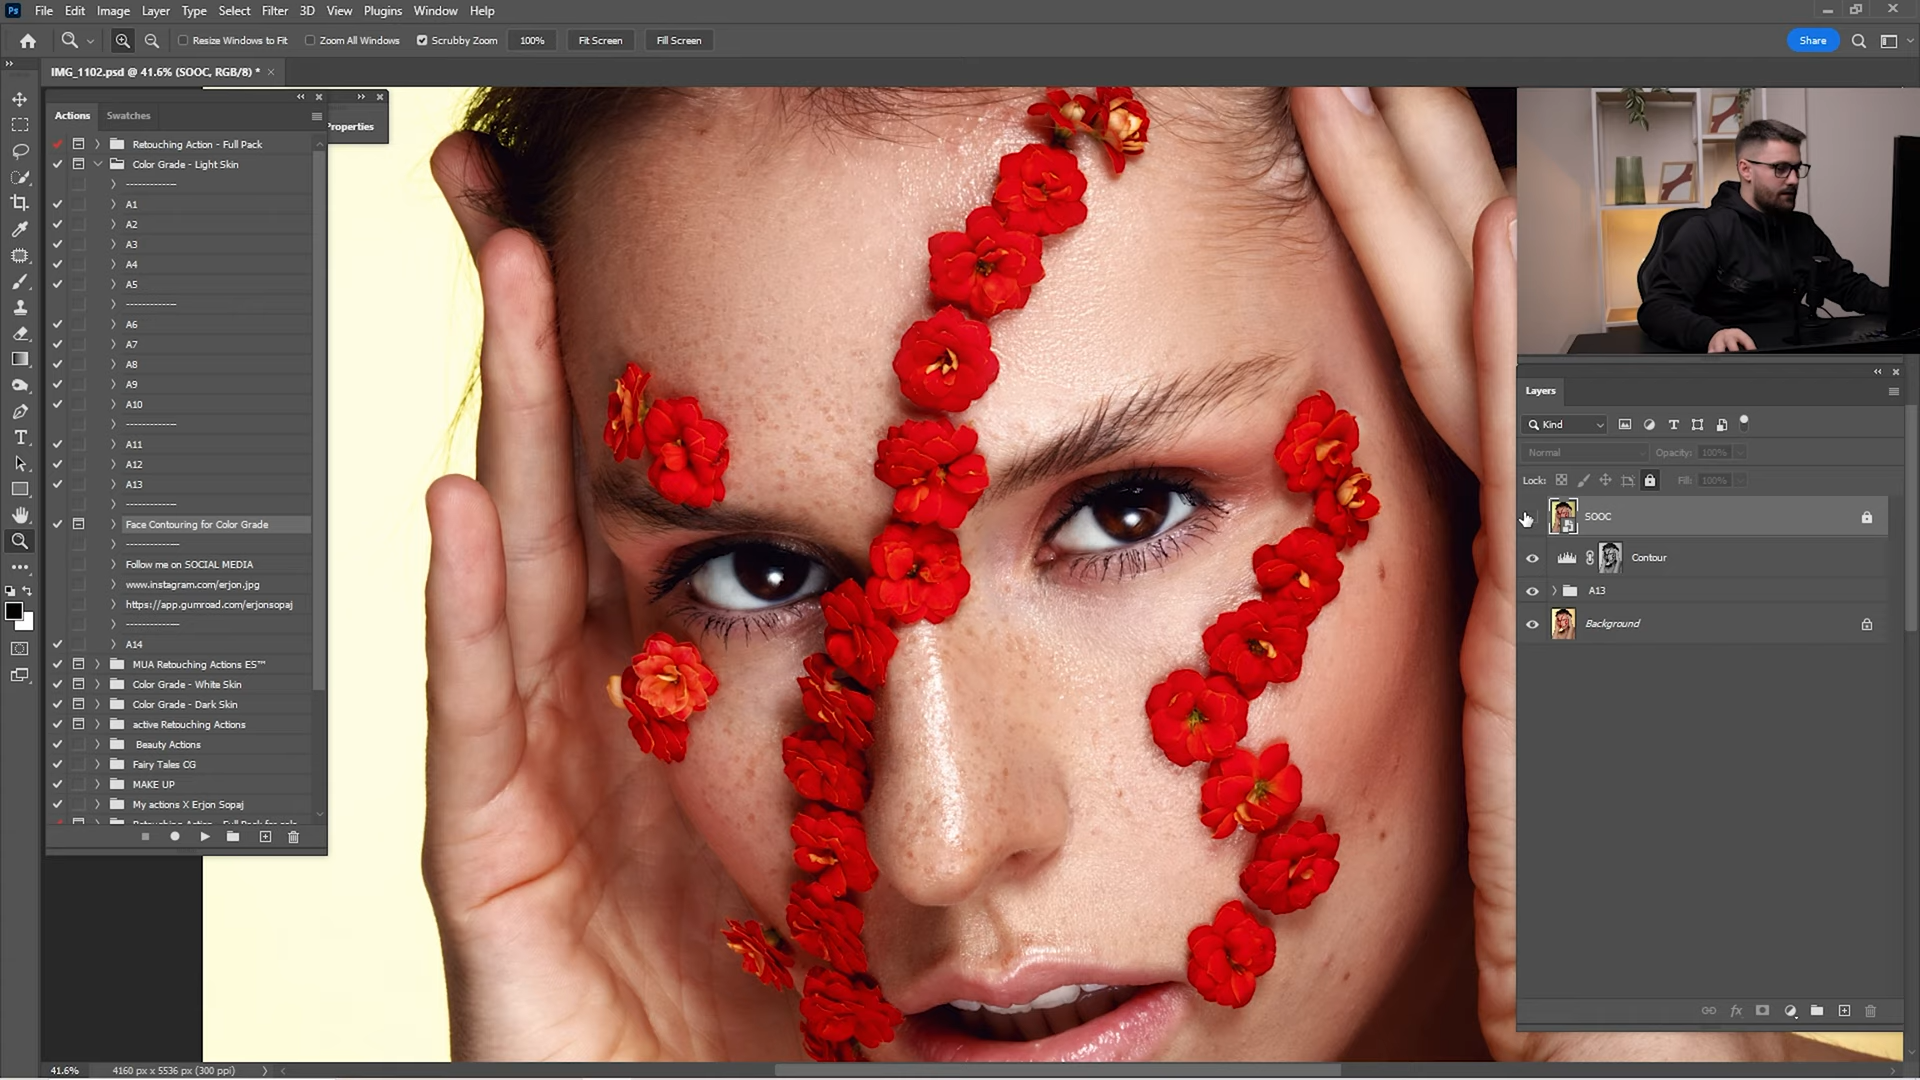 Ps File Edit Image Layer Type Select Filter 3D View Plugins Window Help
Resize Windows to Fit Zoom All Windows Scrubby Zoom 100% Fit Screen Fill Screen Share
IMG_1102.psd @ 41.6% (SOOC, RGB/8) *
Actions Swatches
Properties
Retouching Action - Full Pack
Color Grade - Light Skin
-------------
A1
A2
A3
A4
A5
-------------
A6
A7
A8
A9
A10
-------------
A11
A12
A13
-------------
Face Contouring for Color Grade
--------------
Follow me on SOCIAL MEDIA
www.instagram.com/erjon.jpg
https://app.gumroad.com/erjonsopaj
--------------
A14
MUA Retouching Actions ES™
Color Grade - White Skin
Color Grade - Dark Skin
active Retouching Actions
Beauty Actions
Fairy Tales CG
MAKE UP
My actions X Erjon Sopaj
Layers
Kind
Normal Opacity: 100%
Lock: Fill: 100%
SOOC
Contour
A13
Background
fx
41.6% 4160 px x 5536 px (300 ppi)